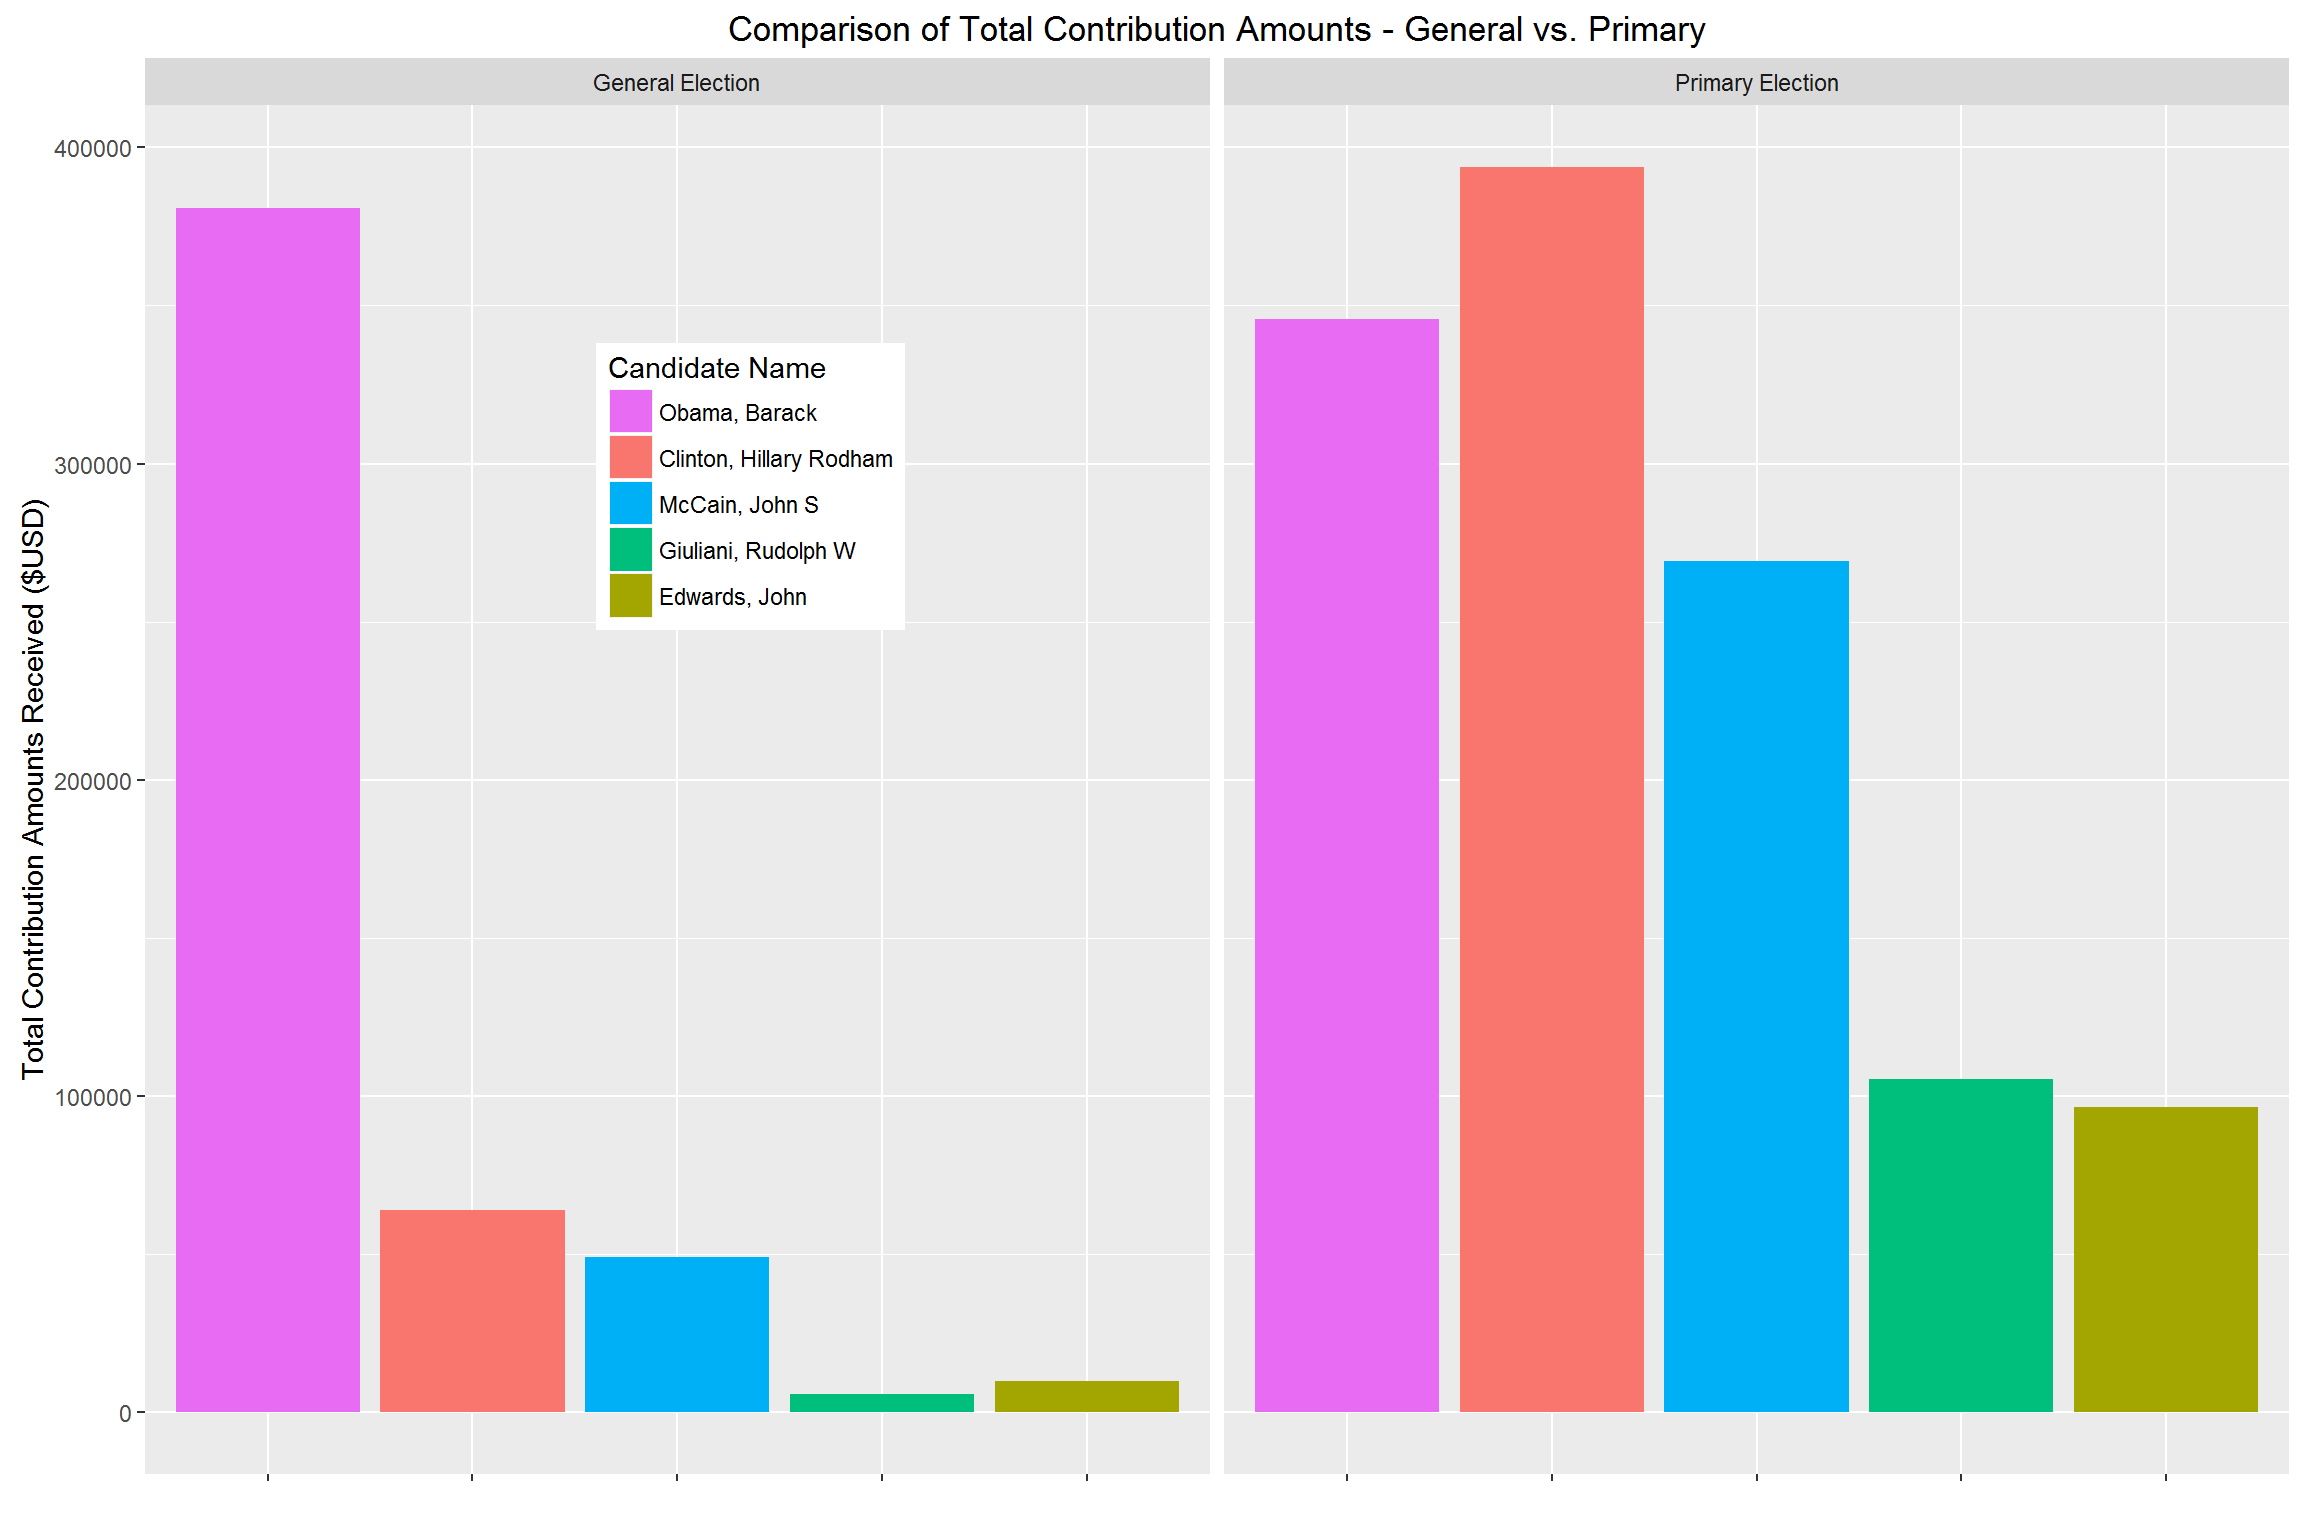 Comparison of Total Contribution Amounts - General vs. Primary
General Election
Primary Election
Total Contribution Amounts Received ($USD)
400000
300000
200000
100000
0
Candidate Name
Obama, Barack
Clinton, Hillary Rodham
McCain, John S
Giuliani, Rudolph W
Edwards, John